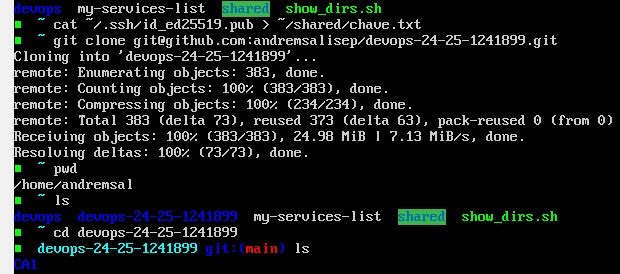 devops my-services-list shared show_dirs.sh
~ cat ~/.ssh/id_ed25519.pub > ~/shared/chave.txt
~ git clone git@github.com:andremsalisep/devops-24-25-1241899.git
Cloning into 'devops-24-25-1241899'...
remote: Enumerating objects: 383, done.
remote: Counting objects: 100% (383/383), done.
remote: Compressing objects: 100% (234/234), done.
remote: Total 383 (delta 73), reused 373 (delta 63), pack-reused 0 (from 0)
Receiving objects: 100% (383/383), 24.98 MiB | 7.13 MiB/s, done.
Resolving deltas: 100% (73/73), done.
~ pwd
/home/andremsal
~ ls
devops devops-24-25-1241899 my-services-list shared show_dirs.sh
~ cd devops-24-25-1241899
devops-24-25-1241899 git:(main) ls
CA1